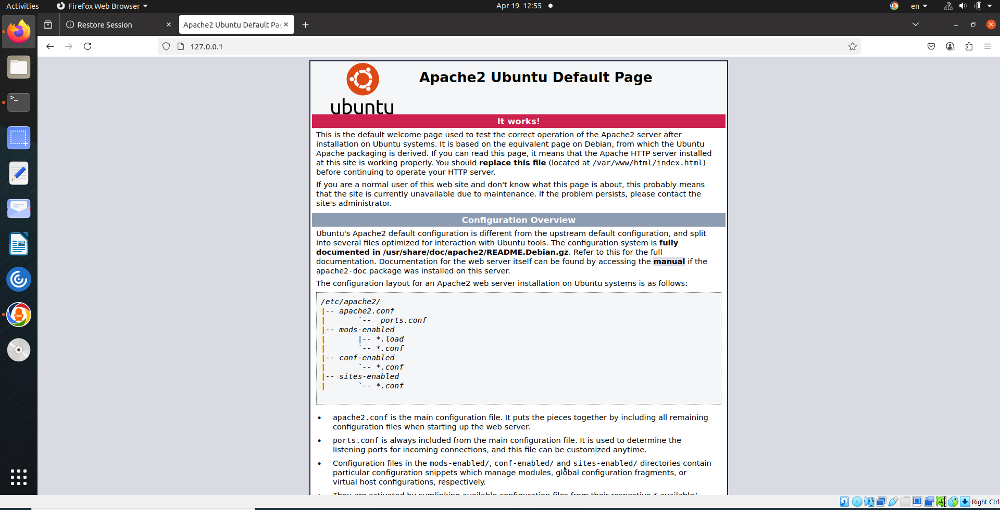 Activities
Firefox Web Browser
Apr 19 12:55
en
Restore Session
Apache2 Ubuntu Default Pa
127.0.0.1
ubuntu
Apache2 Ubuntu Default Page
It works!
This is the default welcome page used to test the correct operation of the Apache2 server after
installation on Ubuntu systems. It is based on the equivalent page on Debian, from which the Ubuntu
Apache packaging is derived. If you can read this page, it means that the Apache HTTP server installed
at this site is working properly. You should replace this file (located at /var/www/html/index.html)
before continuing to operate your HTTP server.
If you are a normal user of this web site and don't know what this page is about, this probably means
that the site is currently unavailable due to maintenance. If the problem persists, please contact the
site's administrator.
Configuration Overview
Ubuntu's Apache2 default configuration is different from the upstream default configuration, and split
into several files optimized for interaction with Ubuntu tools. The configuration system is fully
documented in /usr/share/doc/apache2/README.Debian.gz. Refer to this for the full
documentation. Documentation for the web server itself can be found by accessing the manual if the
apache2-doc package was installed on this server.
The configuration layout for an Apache2 web server installation on Ubuntu systems is as follows:
/etc/apache2/
|-- apache2.conf
|       `--  ports.conf
|-- mods-enabled
|       |-- *.load
|       `-- *.conf
|-- conf-enabled
|       `-- *.conf
|-- sites-enabled
|       `-- *.conf
• apache2.conf is the main configuration file. It puts the pieces together by including all remaining
configuration files when starting up the web server.
• ports.conf is always included from the main configuration file. It is used to determine the
listening ports for incoming connections, and this file can be customized anytime.
• Configuration files in the mods-enabled/, conf-enabled/ and sites-enabled/ directories contain
particular configuration snippets which manage modules, global configuration fragments, or
virtual host configurations, respectively.
• They are activated by symlinking available configuration files from their respective *-available/
Right Ctrl